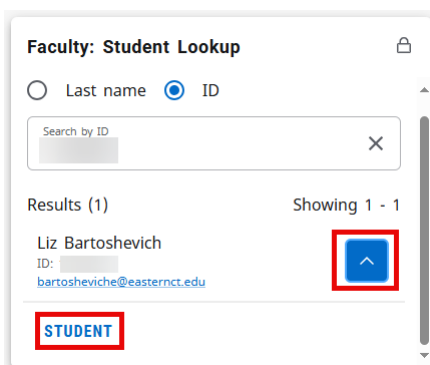 Faculty: Student Lookup
Last name ID
Search by ID
Results (1) Showing 1 - 1
Liz Bartoshevich
ID:
bartosheviche@easternct.edu
STUDENT